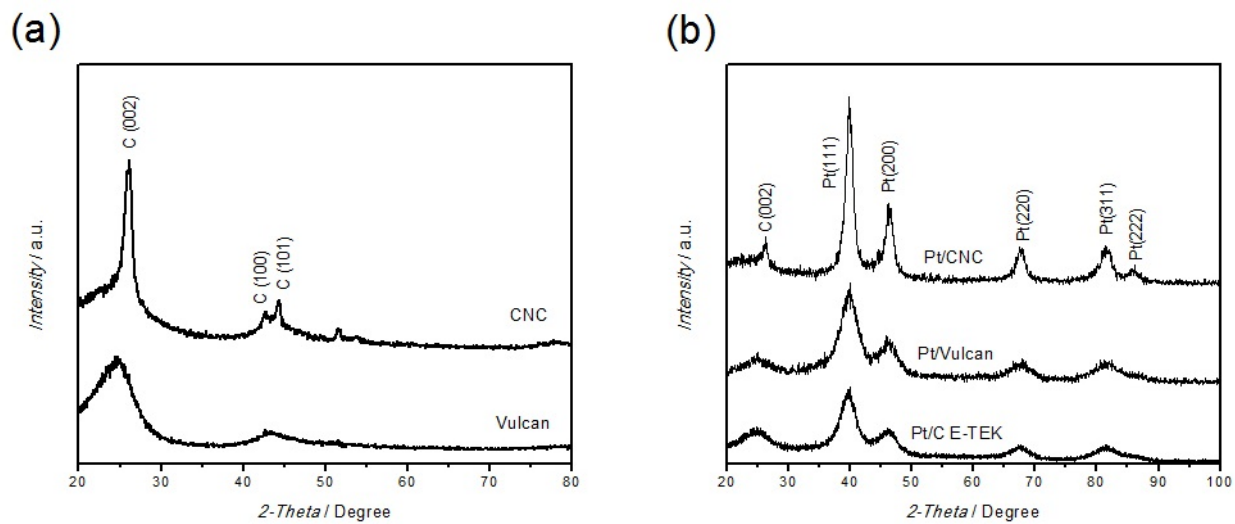 (a)
C (002)
C (100)
C (101)
CNC
Vulcan
Intensity / a.u.
20 30 40 50 60 70 80
2-Theta / Degree
(b)
C (002)
Pt(111)
Pt(200)
Pt(220)
Pt(311)
Pt(222)
Pt/CNC
Pt/Vulcan
Pt/C E-TEK
Intensity / a.u.
20 30 40 50 60 70 80 90 100
2-Theta / Degree